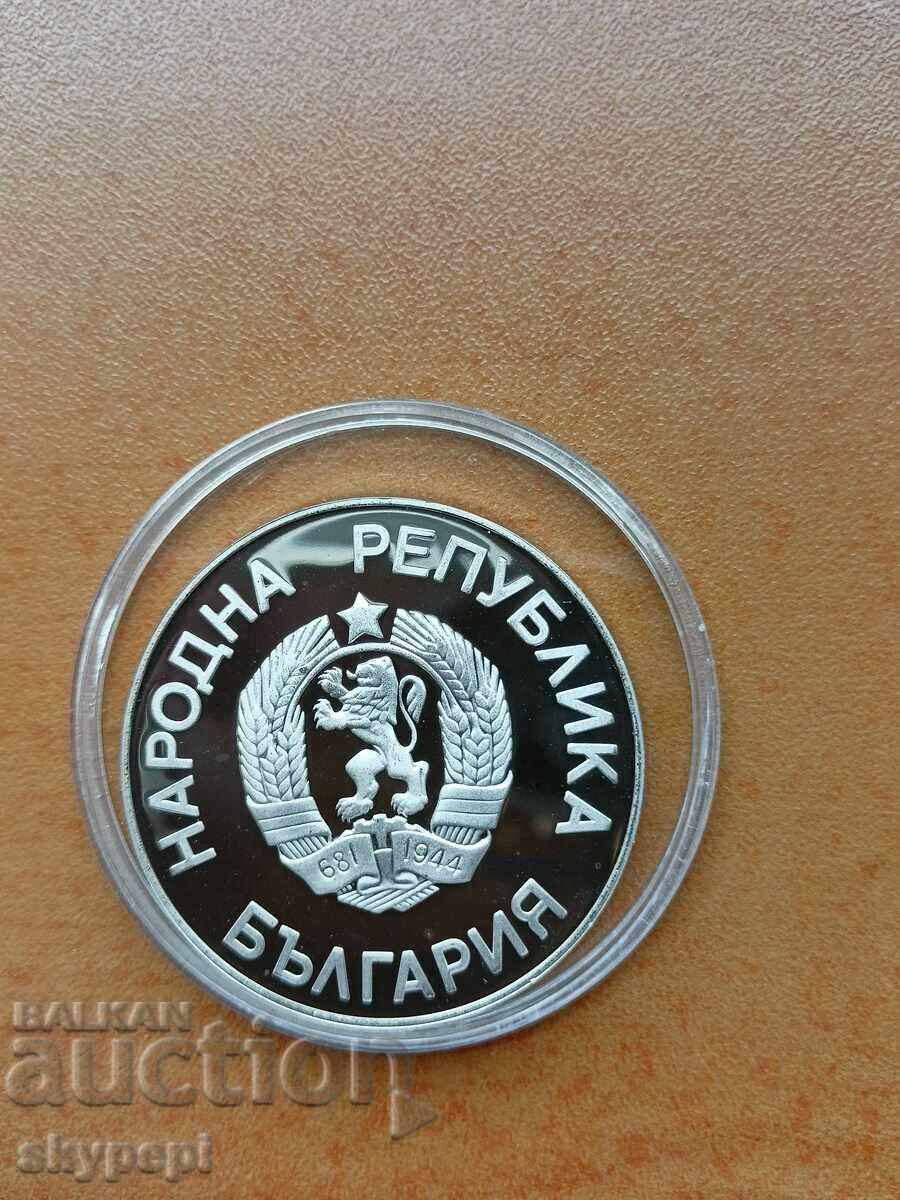 НАРОДНА РЕПУБЛИКА
БЪЛГАРИЯ
681 1944
BALKAN
auction
skypepi